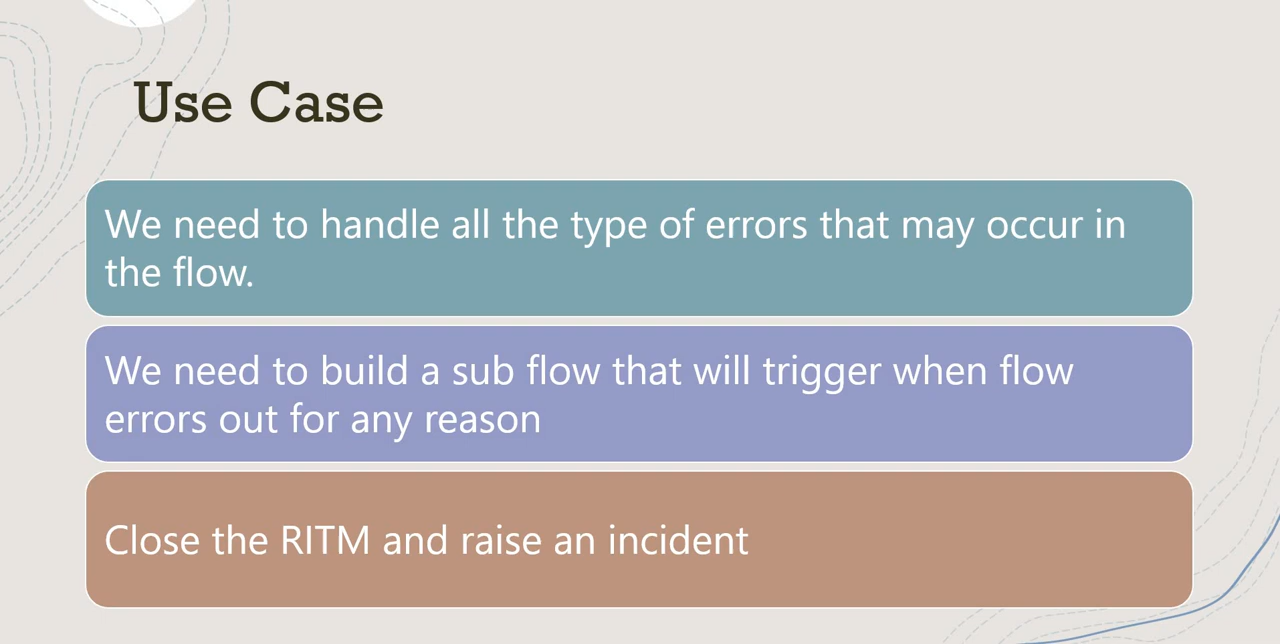 Use Case
We need to handle all the type of errors that may occur in
the flow.
We need to build a sub flow that will trigger when flow
errors out for any reason
Close the RITM and raise an incident